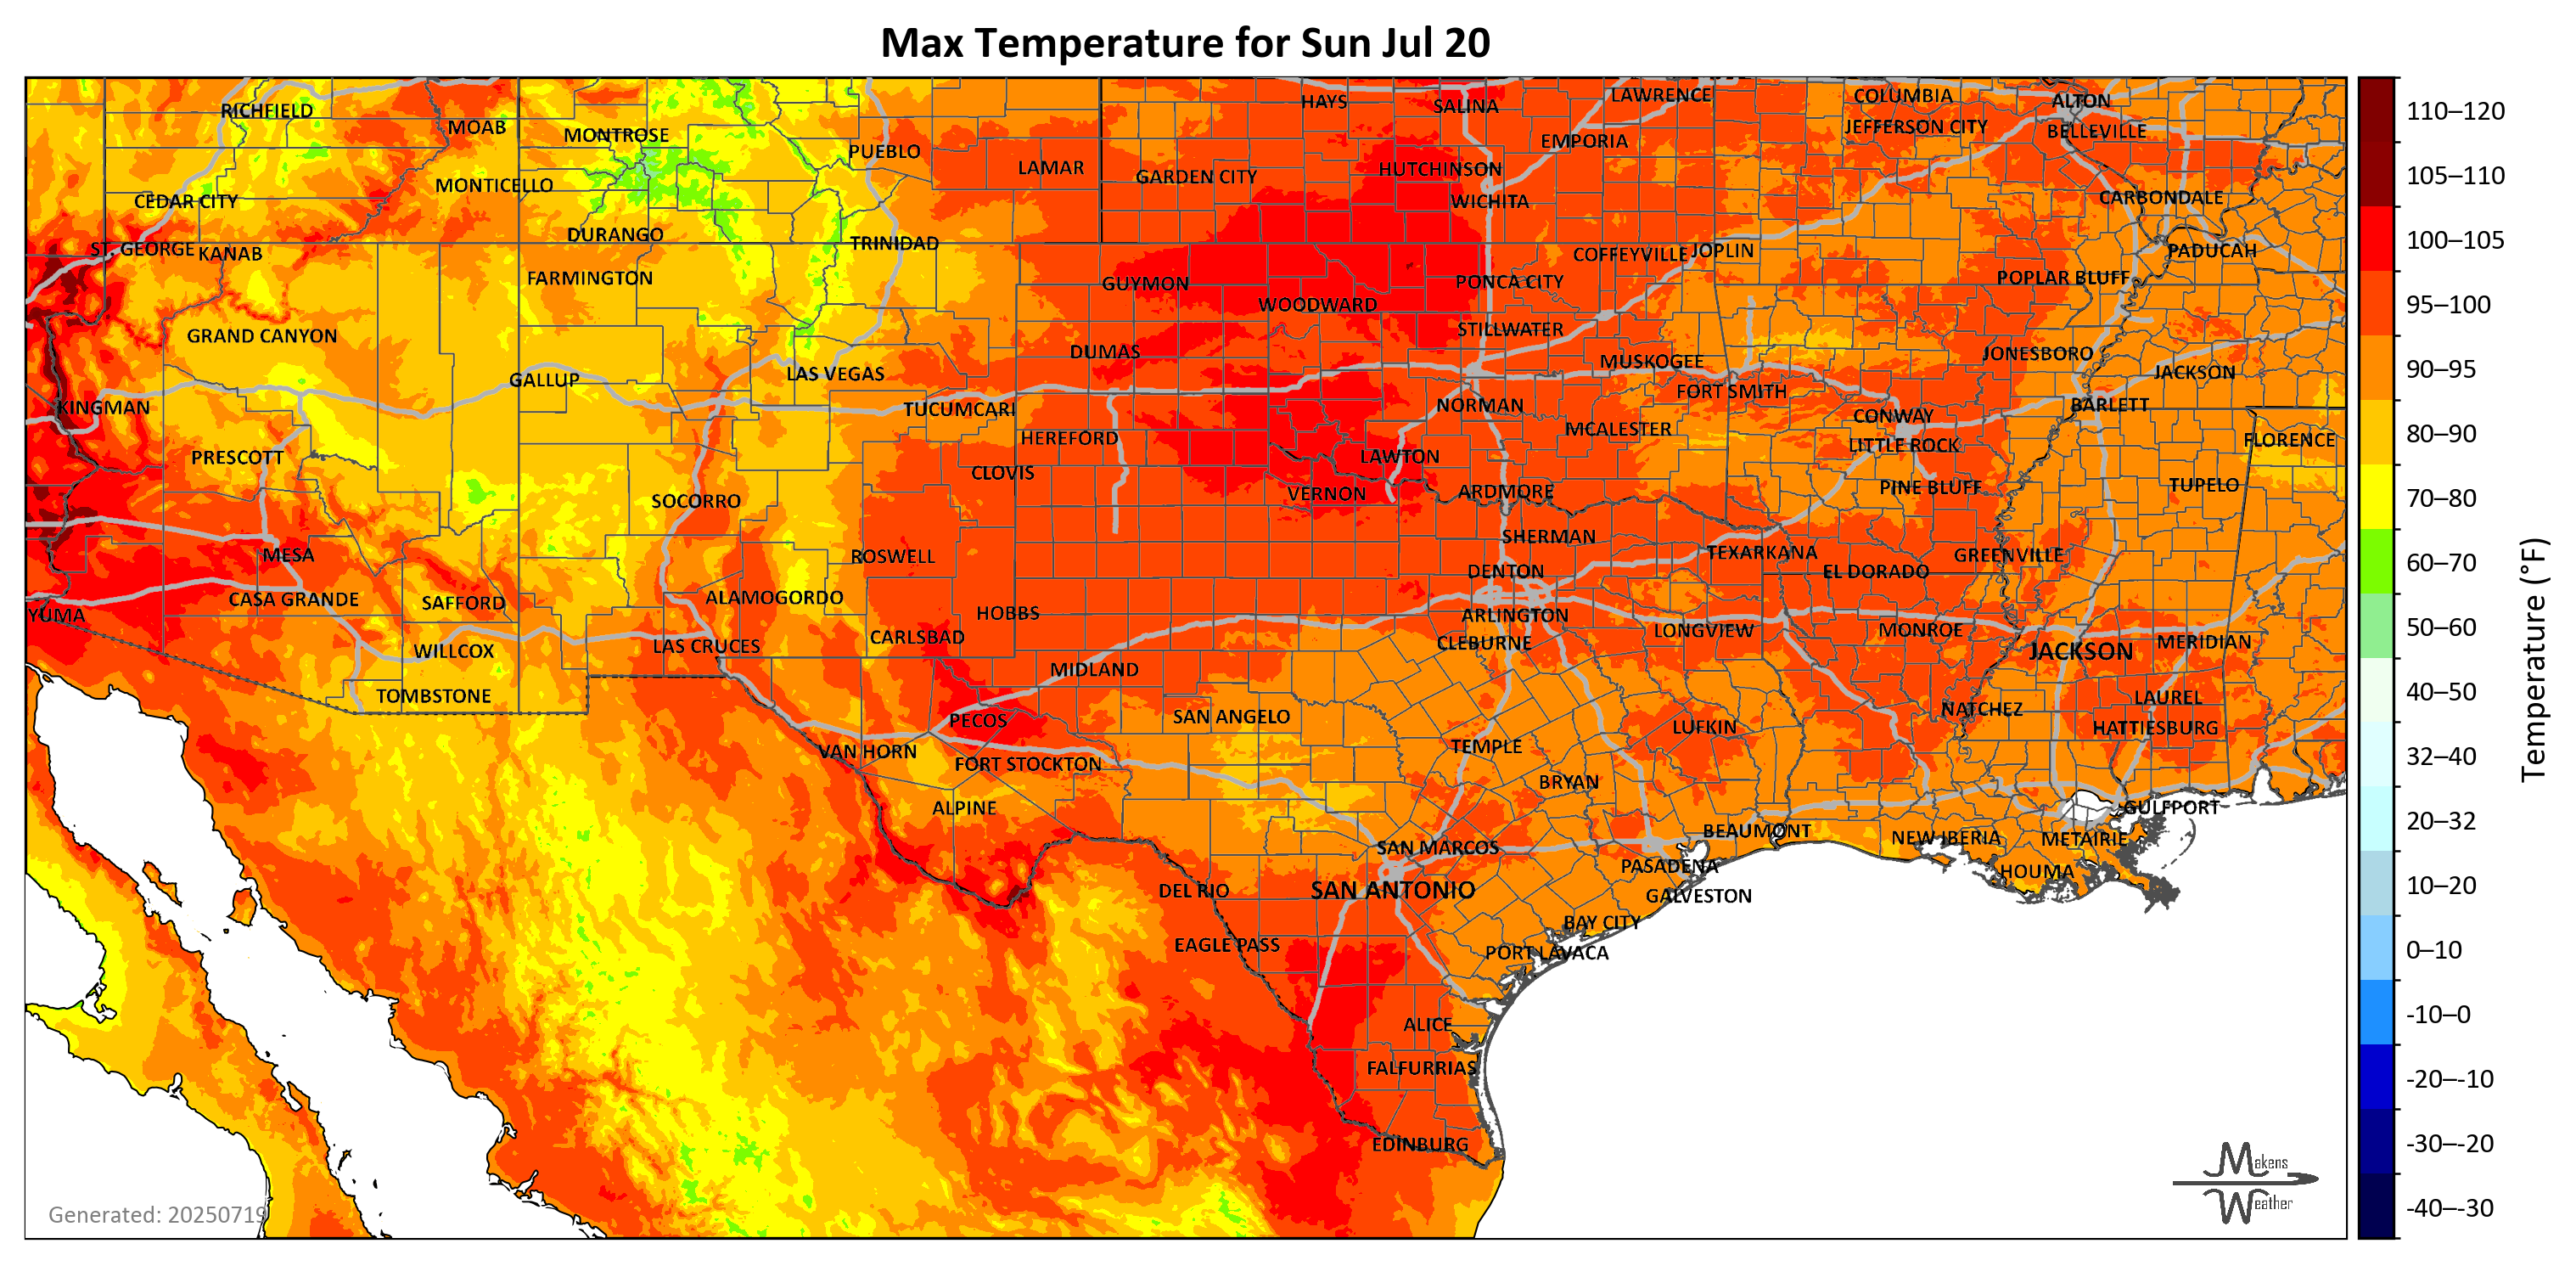 Max Temperature for Sun Jul 20
RICHFIELD
MOAB
MONTROSE
PUEBLO
LAMAR
HAYS
SALINA
LAWRENCE
COLUMBIA
ALTON
EMPORIA
JEFFERSON CITY
BELLEVILLE
CEDAR CITY
MONTICELLO
GARDEN CITY
HUTCHINSON
WICHITA
CARBONDALE
ST. GEORGE
KANAB
DURANGO
TRINIDAD
COFFEYVILLE
JOPLIN
PADUCAH
FARMINGTON
GUYMON
WOODWARD
PONCA CITY
POPLAR BLUFF
GRAND CANYON
DUMAS
STILLWATER
MUSKOGEE
JONESBORO
GALLUP
LAS VEGAS
FORT SMITH
JACKSON
KINGMAN
TUCUMCARI
NORMAN
CONWAY
BARLETT
PRESCOTT
HEREFORD
MCALESTER
LITTLE ROCK
FLORENCE
CLOVIS
LAWTON
SOCORRO
VERNON
ARDMORE
PINE BLUFF
TUPELO
MESA
ROSWELL
SHERMAN
TEXARKANA
GREENVILLE
CASA GRANDE
SAFFORD
ALAMOGORDO
DENTON
EL DORADO
YUMA
HOBBS
ARLINGTON
WILLCOX
LAS CRUCES
CARLSBAD
CLEBURNE
LONGVIEW
MONROE
JACKSON
MERIDIAN
TOMBSTONE
MIDLAND
PECOS
SAN ANGELO
LUFKIN
NATCHEZ
LAUREL
HATTIESBURG
VAN HORN
FORT STOCKTON
TEMPLE
ALPINE
BRYAN
GULFPORT
SAN MARCOS
BEAUMONT
NEW IBERIA
METAIRIE
DEL RIO
SAN ANTONIO
PASADENA
HOUMA
GALVESTON
EAGLE PASS
BAY CITY
PORT LAVACA
ALICE
FALFURRIAS
EDINBURG
Generated: 20250719
Makens
Weather
110–120
105–110
100–105
95–100
90–95
80–90
70–80
60–70
50–60
40–50
32–40
20–32
10–20
0–10
-10–0
-20–-10
-30–-20
-40–-30
Temperature (°F)